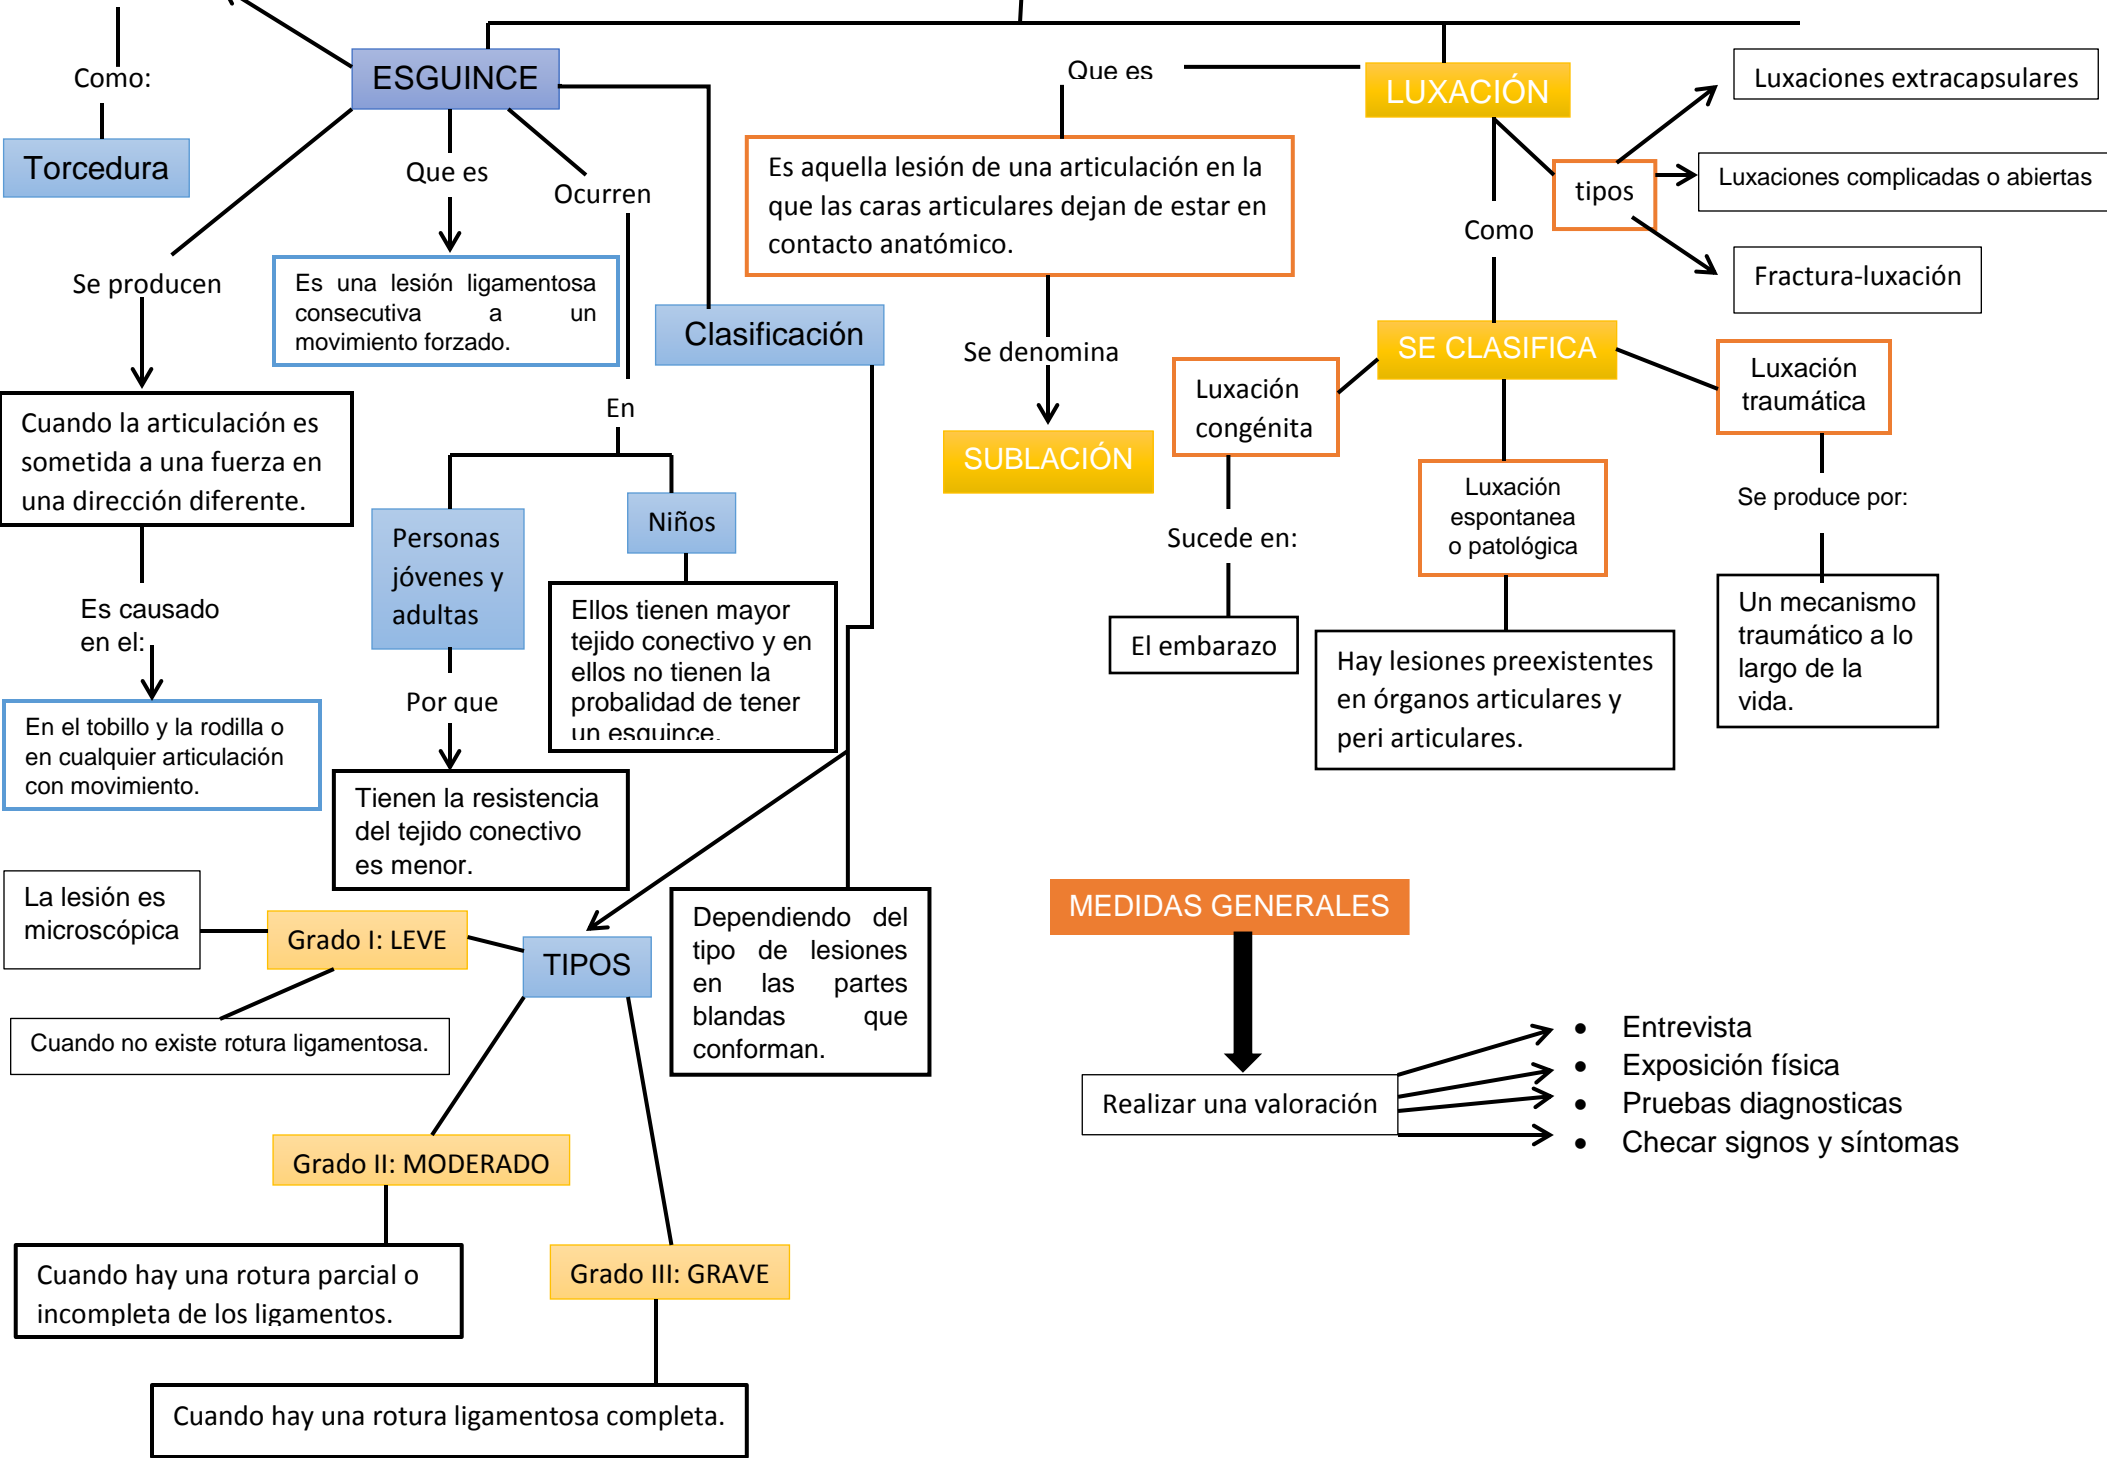 Como:
Torcedura
ESGUINCE
Se producen
Cuando la articulación es
sometida a una fuerza en
una dirección diferente.
Es causado
en el:
En el tobillo y la rodilla o
en cualquier articulación
con movimiento.
Que es
Es una lesión ligamentosa
consecutiva a un
movimiento forzado.
Ocurren
En
Personas
jóvenes y
adultas
Por que
Tienen la resistencia
del tejido conectivo
es menor.
Niños
Ellos tienen mayor
tejido conectivo y en
ellos no tienen la
probalidad de tener
un esguince.
Clasificación
Dependiendo del
tipo de lesiones
en las partes
blandas que
conforman.
TIPOS
Grado I: LEVE
La lesión es
microscópica
Cuando no existe rotura ligamentosa.
Grado II: MODERADO
Cuando hay una rotura parcial o
incompleta de los ligamentos.
Grado III: GRAVE
Cuando hay una rotura ligamentosa completa.
LUXACIÓN
Que es
Es aquella lesión de una articulación en la
que las caras articulares dejan de estar en
contacto anatómico.
Se denomina
SUBLACIÓN
tipos
Luxaciones extracapsulares
Luxaciones complicadas o abiertas
Fractura-luxación
Como
SE CLASIFICA
Luxación
congénita
Sucede en:
El embarazo
Luxación
espontanea
o patológica
Hay lesiones preexistentes
en órganos articulares y
peri articulares.
Luxación
traumática
Se produce por:
Un mecanismo
traumático a lo
largo de la
vida.
MEDIDAS GENERALES
Realizar una valoración
• Entrevista
• Exposición física
• Pruebas diagnosticas
• Checar signos y síntomas